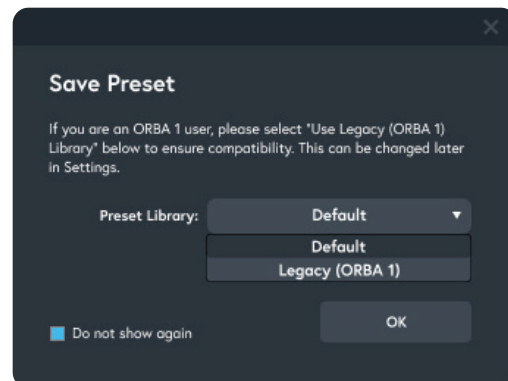 Save Preset
If you are an ORBA 1 user, please select "Use Legacy (ORBA 1)
Library" below to ensure compatibility. This can be changed later
in Settings.
Preset Library: Default
Default
Legacy (ORBA 1)
Do not show again OK